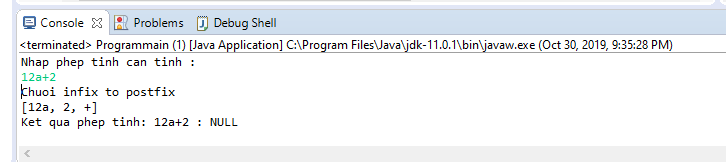 Console Problems Debug Shell
<terminated> Programmain (1) [Java Application] C:\Program Files\Java\jdk-11.0.1\bin\javaw.exe (Oct 30, 2019, 9:35:28 PM)
Nhap phep tinh can tinh :
12a+2
Chuoi infix to postfix
[12a, 2, +]
Ket qua phep tinh: 12a+2 : NULL